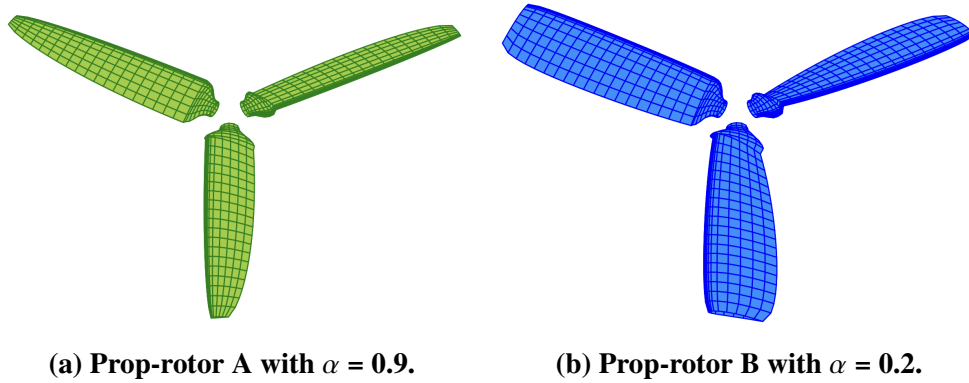 (a) Prop-rotor A with α = 0.9.
(b) Prop-rotor B with α = 0.2.